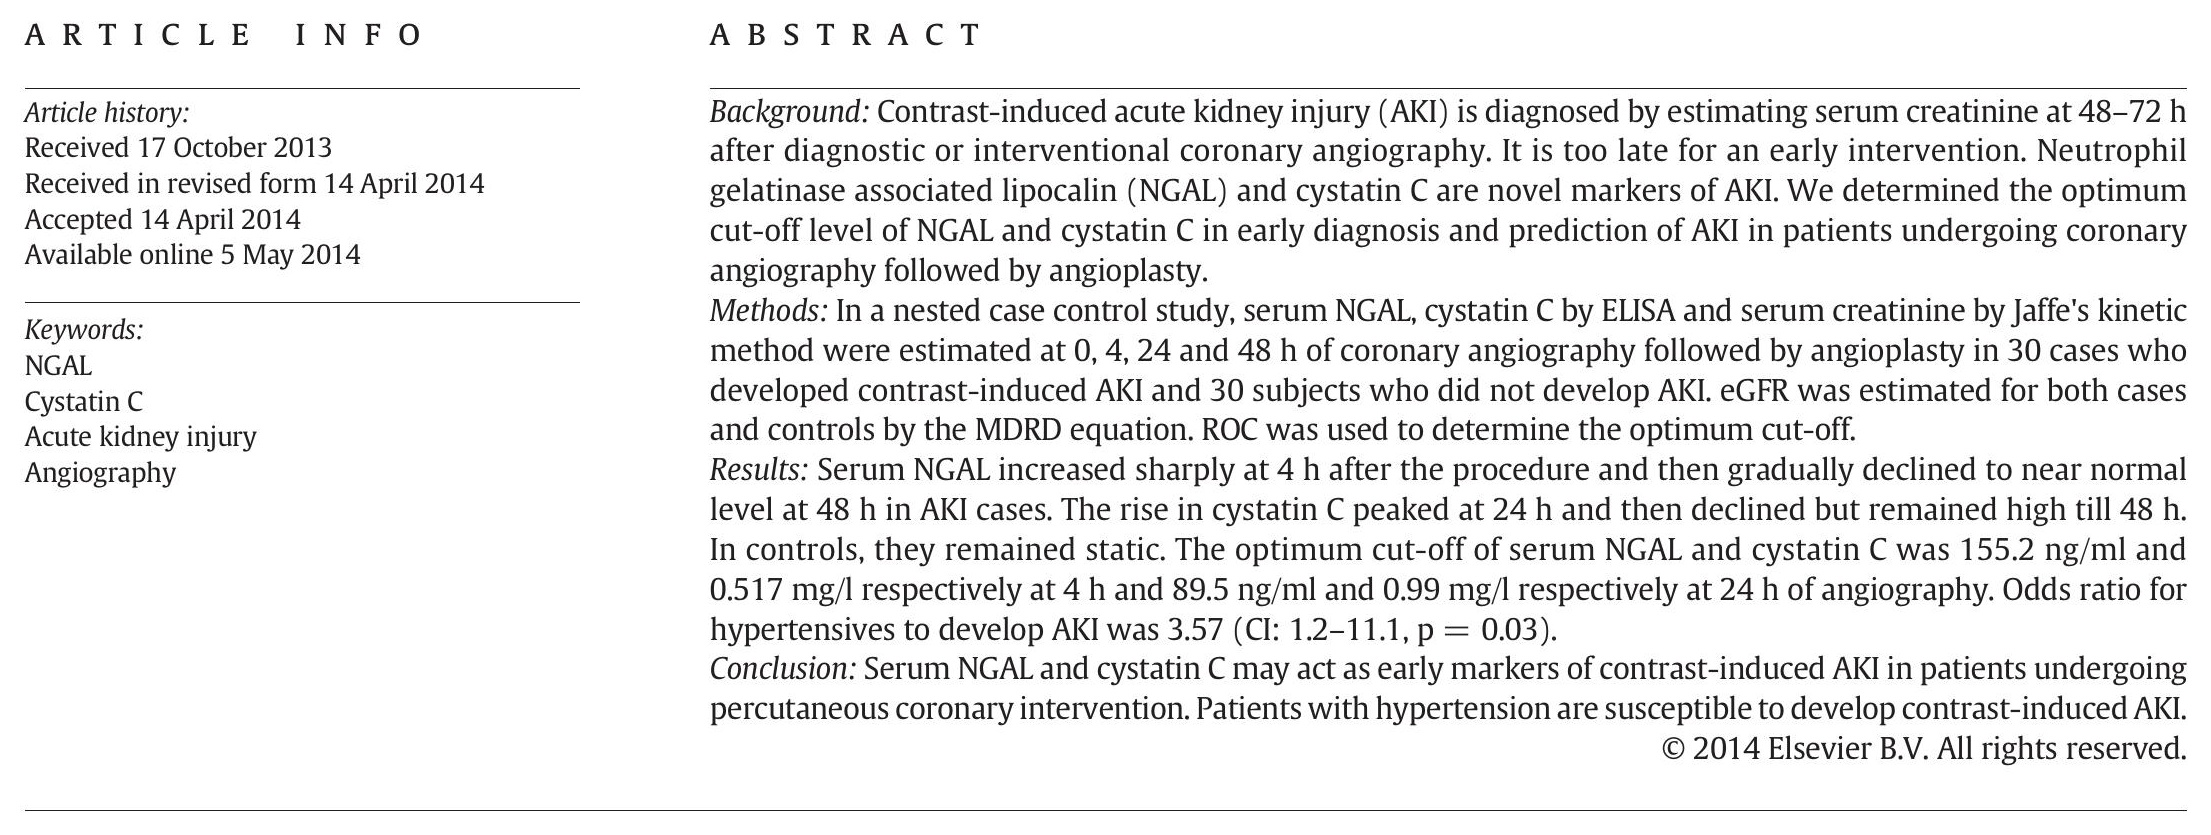 ARTICLE INFO
Article history:
Received 17 October 2013
Received in revised form 14 April 2014
Accepted 14 April 2014
Available online 5 May 2014
Keywords:
NGAL
Cystatin C
Acute kidney injury
Angiography
ABSTRACT
Background: Contrast-induced acute kidney injury (AKI) is diagnosed by estimating serum creatinine at 48–72 h
after diagnostic or interventional coronary angiography. It is too late for an early intervention. Neutrophil
gelatinase associated lipocalin (NGAL) and cystatin C are novel markers of AKI. We determined the optimum
cut-off level of NGAL and cystatin C in early diagnosis and prediction of AKI in patients undergoing coronary
angiography followed by angioplasty.
Methods: In a nested case control study, serum NGAL, cystatin C by ELISA and serum creatinine by Jaffe's kinetic
method were estimated at 0, 4, 24 and 48 h of coronary angiography followed by angioplasty in 30 cases who
developed contrast-induced AKI and 30 subjects who did not develop AKI. eGFR was estimated for both cases
and controls by the MDRD equation. ROC was used to determine the optimum cut-off.
Results: Serum NGAL increased sharply at 4 h after the procedure and then gradually declined to near normal
level at 48 h in AKI cases. The rise in cystatin C peaked at 24 h and then declined but remained high till 48 h.
In controls, they remained static. The optimum cut-off of serum NGAL and cystatin C was 155.2 ng/ml and
0.517 mg/l respectively at 4 h and 89.5 ng/ml and 0.99 mg/l respectively at 24 h of angiography. Odds ratio for
hypertensives to develop AKI was 3.57 (CI: 1.2–11.1, p = 0.03).
Conclusion: Serum NGAL and cystatin C may act as early markers of contrast-induced AKI in patients undergoing
percutaneous coronary intervention. Patients with hypertension are susceptible to develop contrast-induced AKI.
© 2014 Elsevier B.V. All rights reserved.